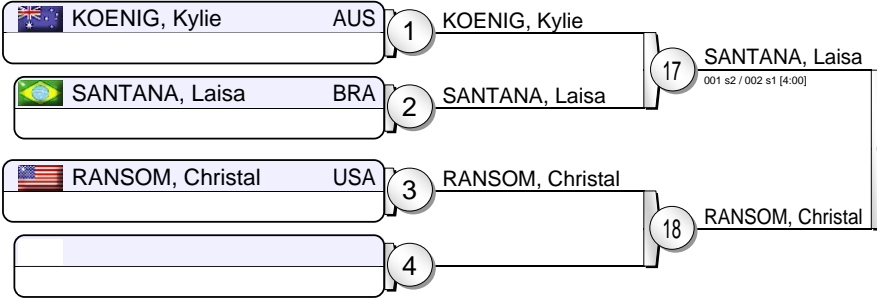 KOENIG, Kylie AUS
1
KOENIG, Kylie
17
SANTANA, Laisa
001 s2 / 002 s1 [4:00]
SANTANA, Laisa BRA
2
SANTANA, Laisa
RANSOM, Christal USA
3
RANSOM, Christal
18
RANSOM, Christal
4